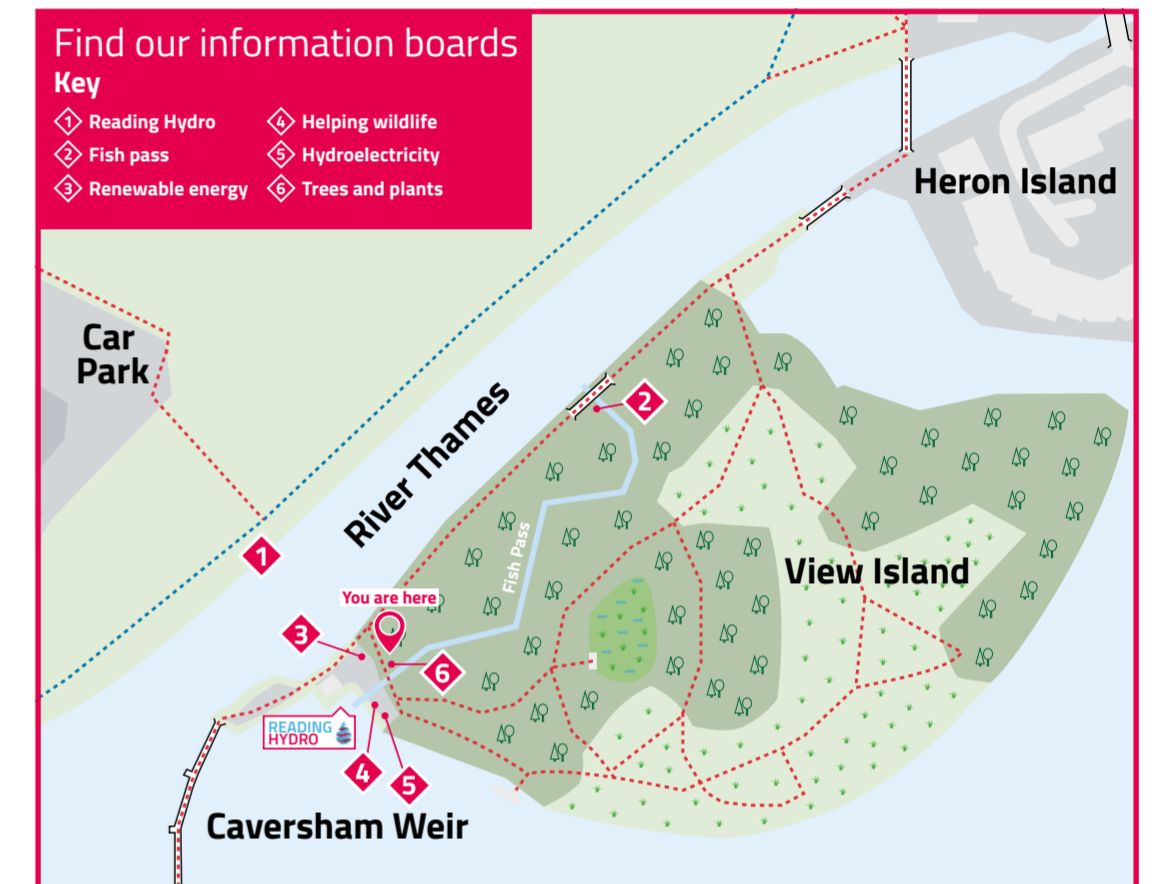 Find our information boards
Key
1 Reading Hydro
2 Fish pass
3 Renewable energy
4 Helping wildlife
5 Hydroelectricity
6 Trees and plants
Heron Island
Car
Park
River Thames
2
1
Fish Pass
View Island
You are here
3
6
READING
HYDRO
4
5
Caversham Weir